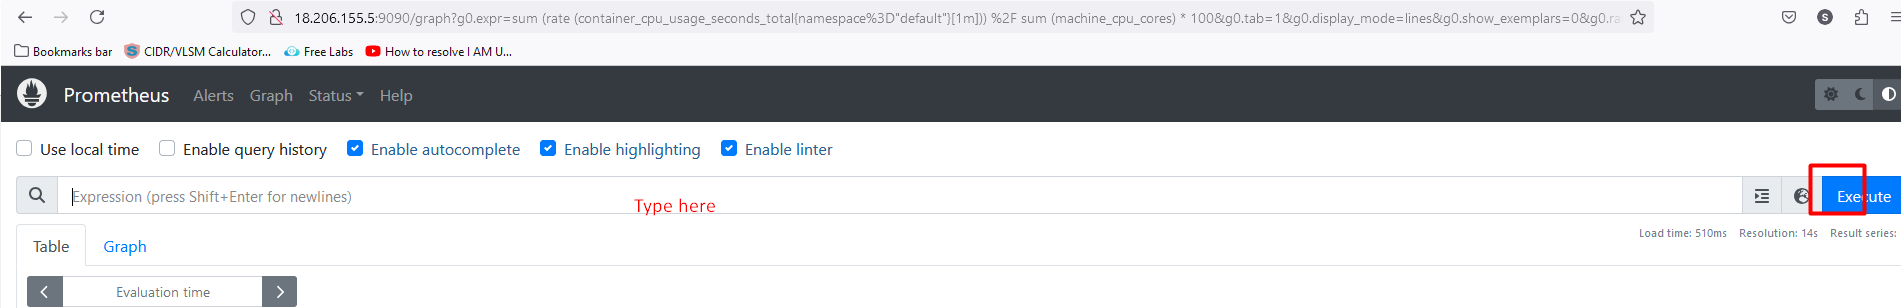 18.206.155.5:9090/graph?g0.expr=sum (rate (container_cpu_usage_seconds_total{namespace%3D"default"}[1m])) %2F sum (machine_cpu_cores) * 100&g0.tab=1&g0.display_mode=lines&g0.show_exemplars=0&g0.ra
S
Bookmarks bar S CIDR/VLSM Calculator... Free Labs How to resolve I AM U...
Prometheus Alerts Graph Status Help
Use local time Enable query history Enable autocomplete Enable highlighting Enable linter
Expression (press Shift+Enter for newlines) Execute
Type here
Load time: 510ms Resolution: 14s Result series:
Table Graph
Evaluation time